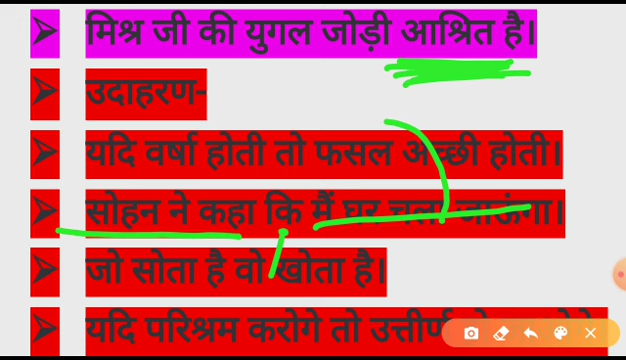 ➤ मिश्र जी की युगल जोड़ी आश्रित है।
➤ उदाहरण-
➤ यदि वर्षा होती तो फसल अच्छी होती।
➤ सोहन ने कहा कि मैं घर चला जाऊंगा।
➤ जो सोता है वो खोता है।
➤ यदि परिश्रम करोगे तो उत्तीर्ण